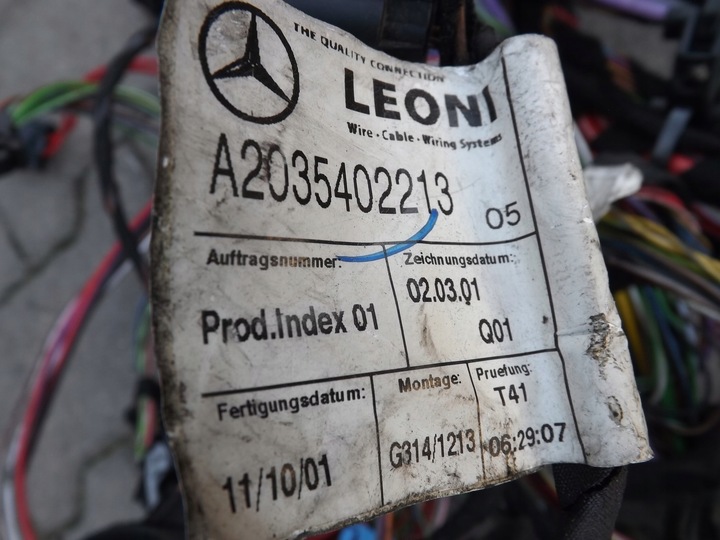 THE QUALITY CONNECTION
LEONI
Wire · Cable · Wiring Systems
A2035402213 05
Auftragsnummer:
Prod.Index 01
Zeichnungsdatum:
02.03.01
Q01
Fertigungsdatum:
11/10/01
Montage:
G314/1213
Pruefung:
T41
06:29:07